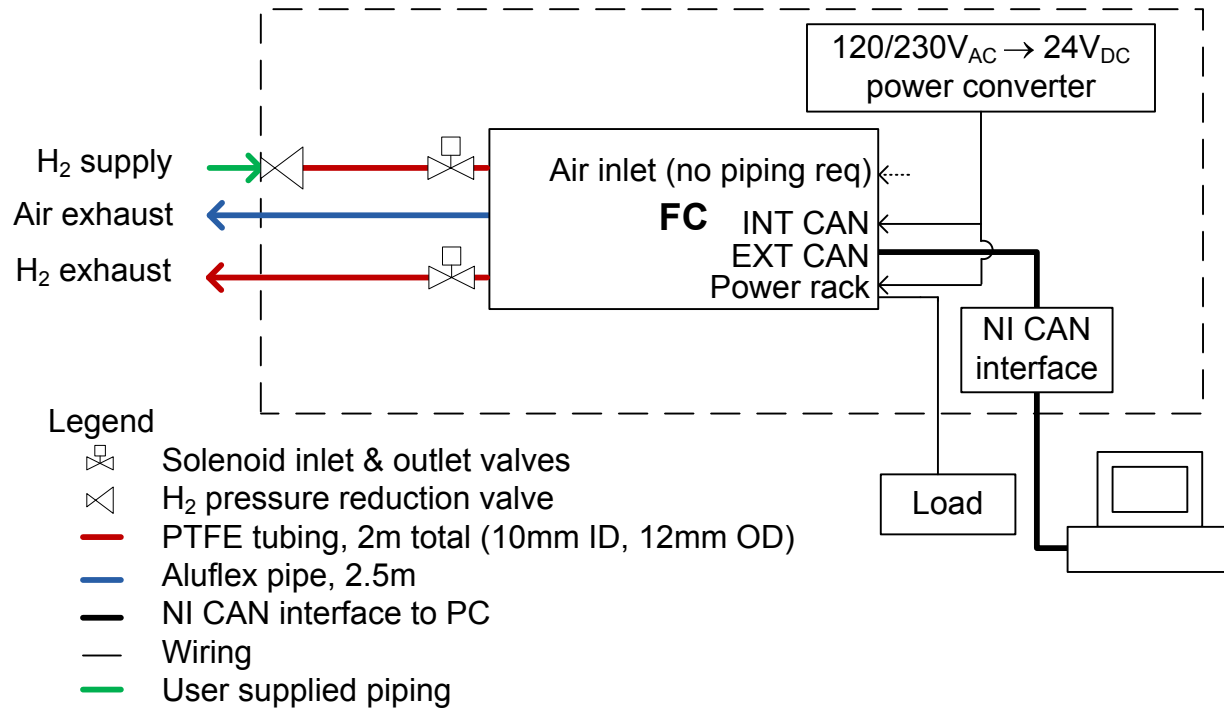 120/230V_AC → 24V_DC
power converter
H₂ supply
Air exhaust
H₂ exhaust
Air inlet (no piping req)
FC
INT CAN
EXT CAN
Power rack
NI CAN
interface
Load
Legend
Solenoid inlet & outlet valves
H₂ pressure reduction valve
PTFE tubing, 2m total (10mm ID, 12mm OD)
Aluflex pipe, 2.5m
NI CAN interface to PC
Wiring
User supplied piping